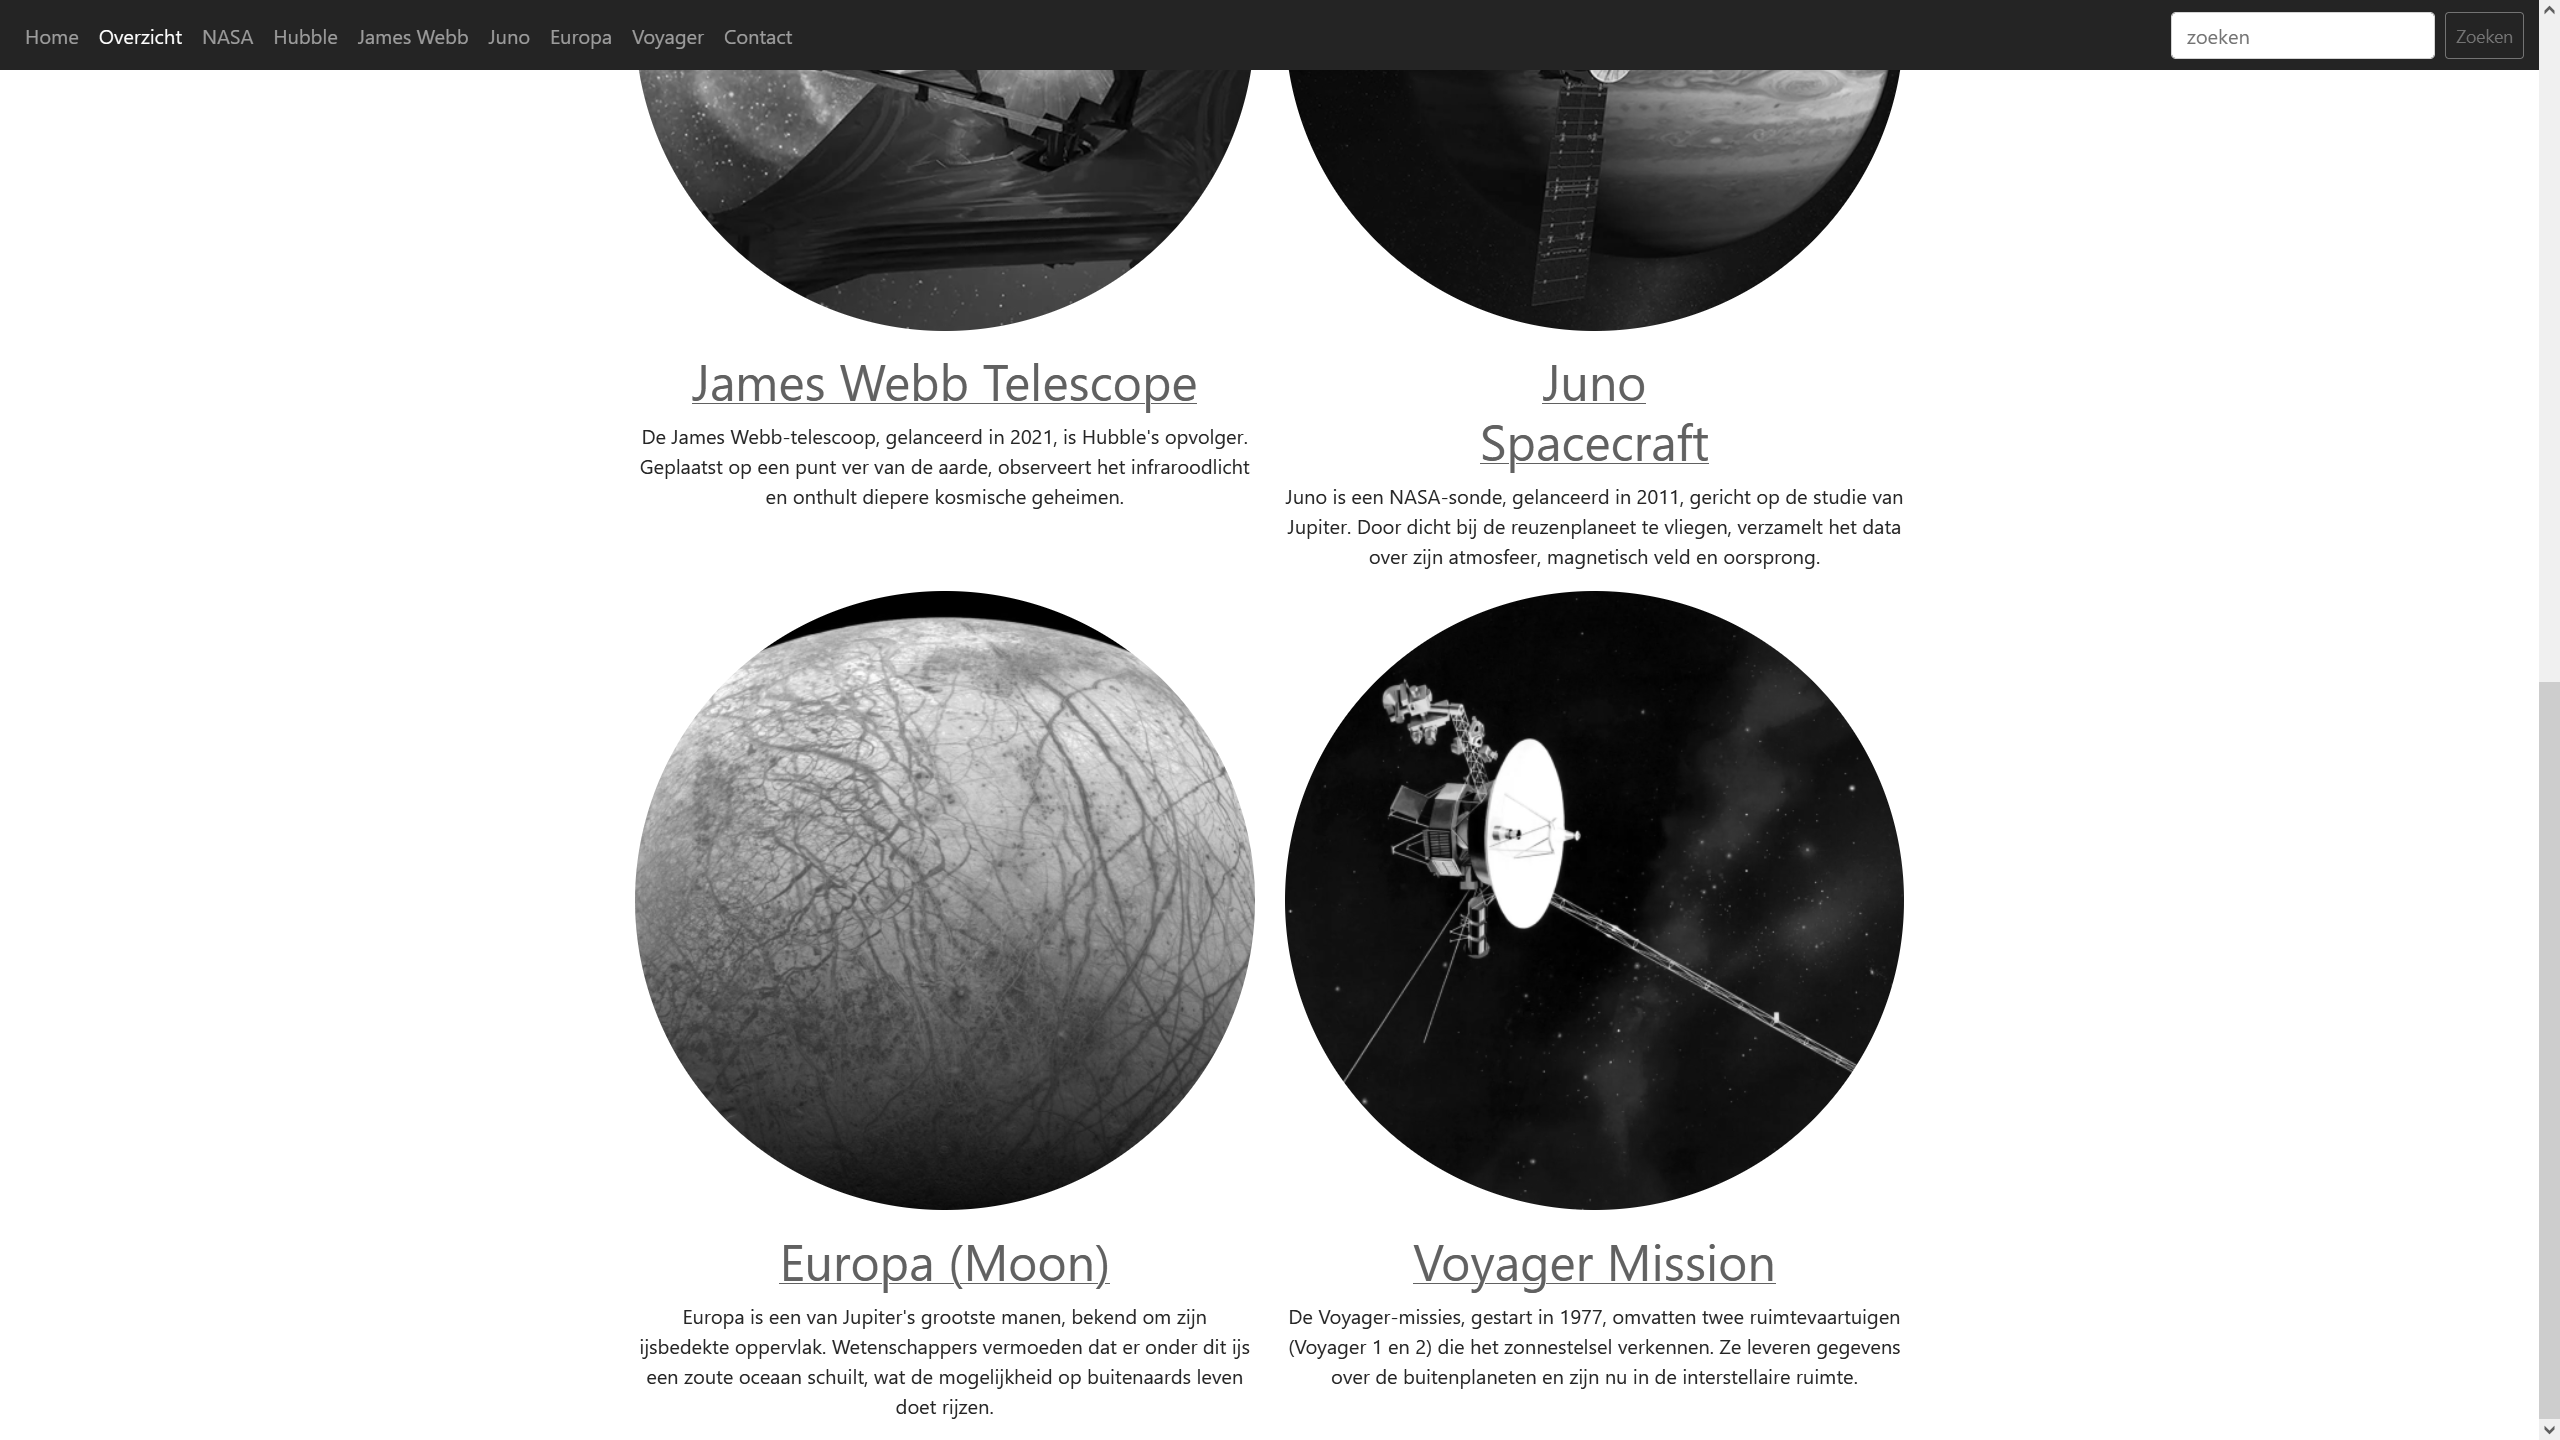 Home Overzicht NASA Hubble James Webb Juno Europa Voyager Contact zoeken Zoeken
James Webb Telescope
De James Webb-telescoop, gelanceerd in 2021, is Hubble's opvolger.
Geplaatst op een punt ver van de aarde, observeert het infraroodlicht
en onthult diepere kosmische geheimen.
Juno
Spacecraft
Juno is een NASA-sonde, gelanceerd in 2011, gericht op de studie van
Jupiter. Door dicht bij de reuzenplaneet te vliegen, verzamelt het data
over zijn atmosfeer, magnetisch veld en oorsprong.
Europa (Moon)
Europa is een van Jupiter's grootste manen, bekend om zijn
ijsbedekte oppervlak. Wetenschappers vermoeden dat er onder dit ijs
een zoute oceaan schuilt, wat de mogelijkheid op buitenaards leven
doet rijzen.
Voyager Mission
De Voyager-missies, gestart in 1977, omvatten twee ruimtevaartuigen
(Voyager 1 en 2) die het zonnestelsel verkennen. Ze leveren gegevens
over de buitenplaneten en zijn nu in de interstellaire ruimte.